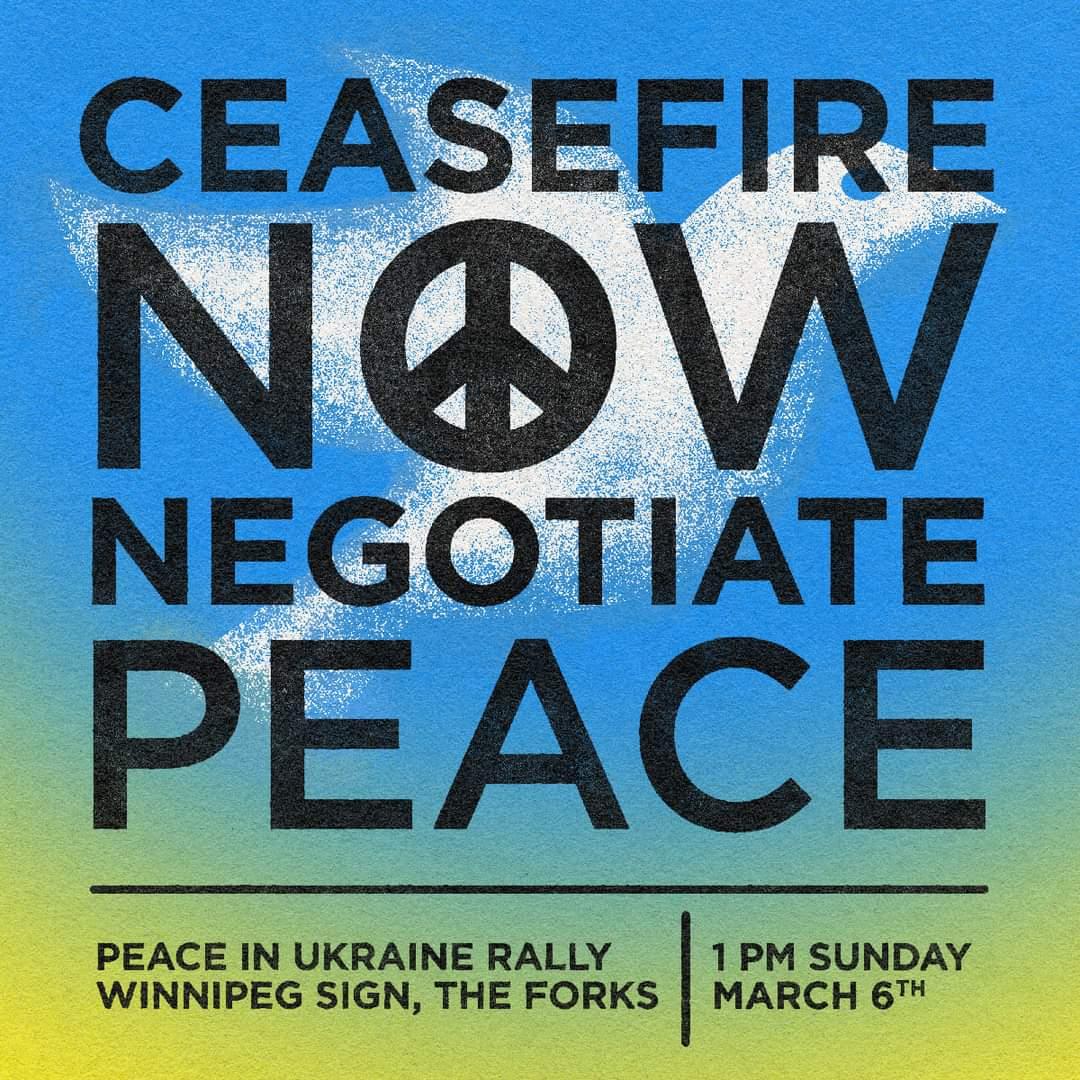 CEASEFIRE
NOW
NEGOTIATE
PEACE
PEACE IN UKRAINE RALLY
WINNIPEG SIGN, THE FORKS
1 PM SUNDAY
MARCH 6TH